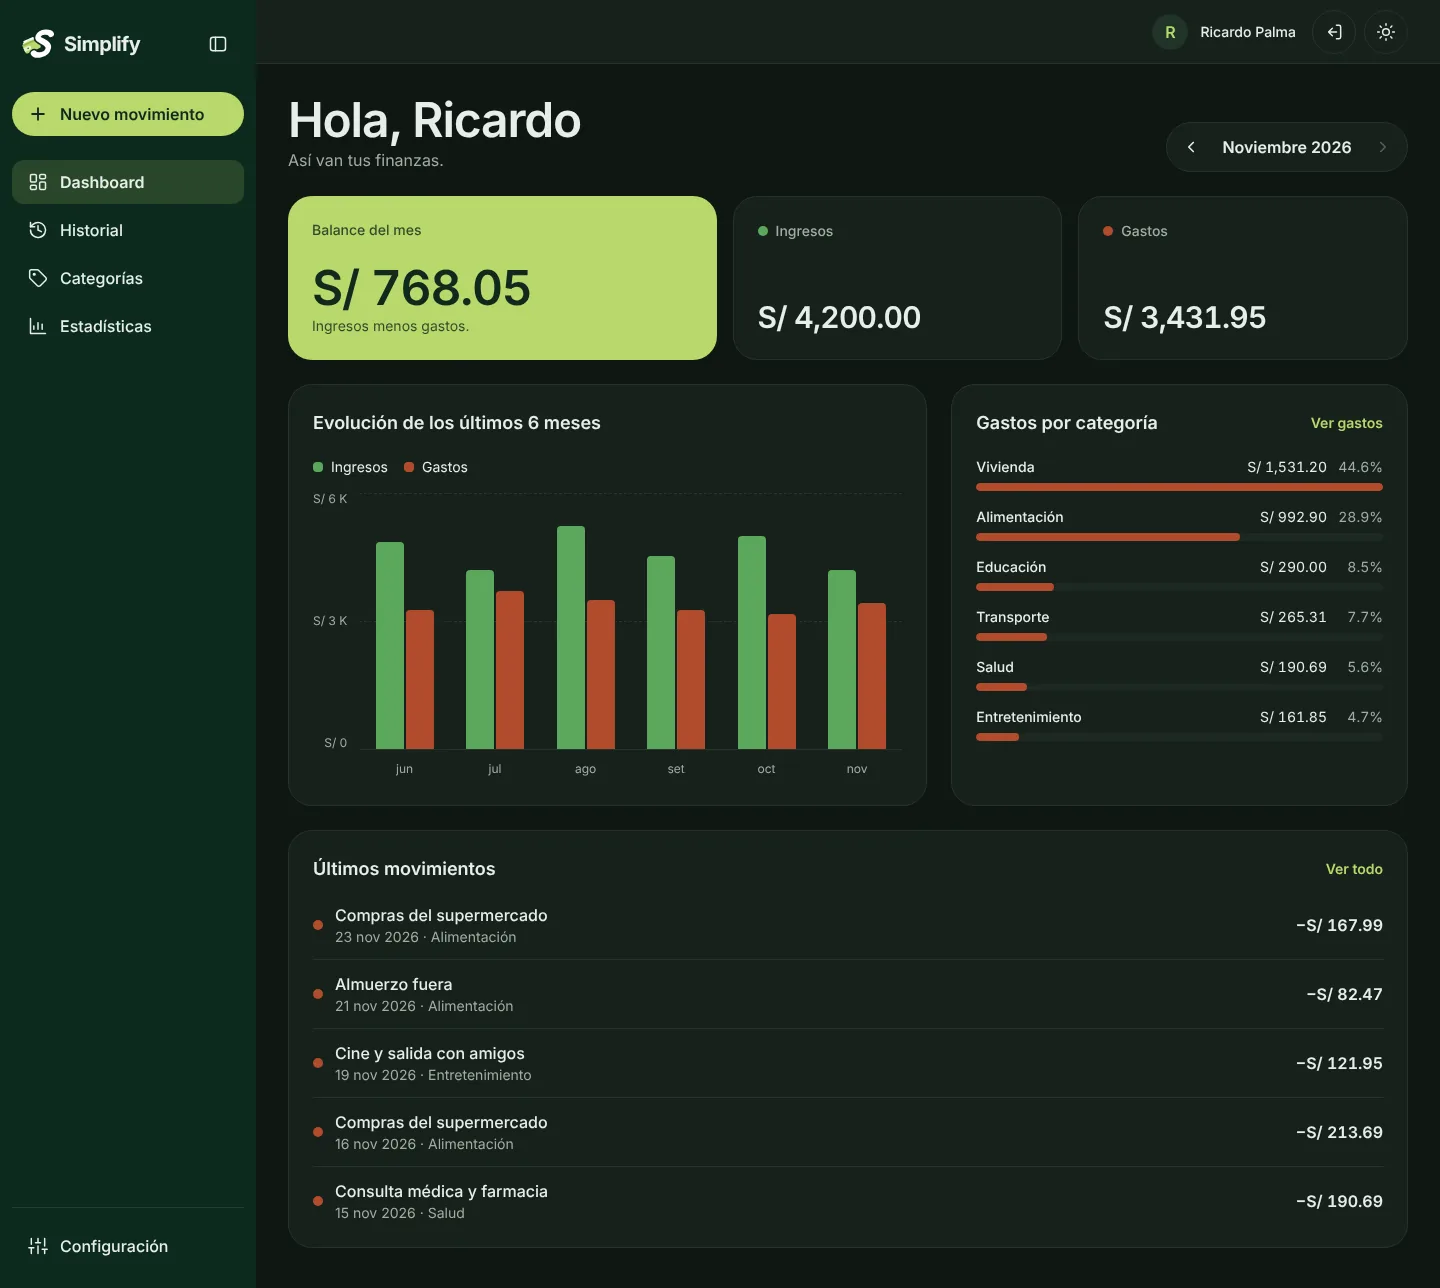 Simplify
R
Ricardo Palma
Nuevo movimiento
Dashboard
Historial
Categorías
Estadísticas
Configuración
Hola, Ricardo
Así van tus finanzas.
Noviembre 2026
Balance del mes
S/ 768.05
Ingresos menos gastos.
Ingresos
S/ 4,200.00
Gastos
S/ 3,431.95
Evolución de los últimos 6 meses
Ingresos Gastos
S/ 6 K
S/ 3 K
S/ 0
jun jul ago set oct nov
Gastos por categoría Ver gastos
Vivienda S/ 1,531.20 44.6%
Alimentación S/ 992.90 28.9%
Educación S/ 290.00 8.5%
Transporte S/ 265.31 7.7%
Salud S/ 190.69 5.6%
Entretenimiento S/ 161.85 4.7%
Últimos movimientos Ver todo
Compras del supermercado
23 nov 2026 · Alimentación
−S/ 167.99
Almuerzo fuera
21 nov 2026 · Alimentación
−S/ 82.47
Cine y salida con amigos
19 nov 2026 · Entretenimiento
−S/ 121.95
Compras del supermercado
16 nov 2026 · Alimentación
−S/ 213.69
Consulta médica y farmacia
15 nov 2026 · Salud
−S/ 190.69